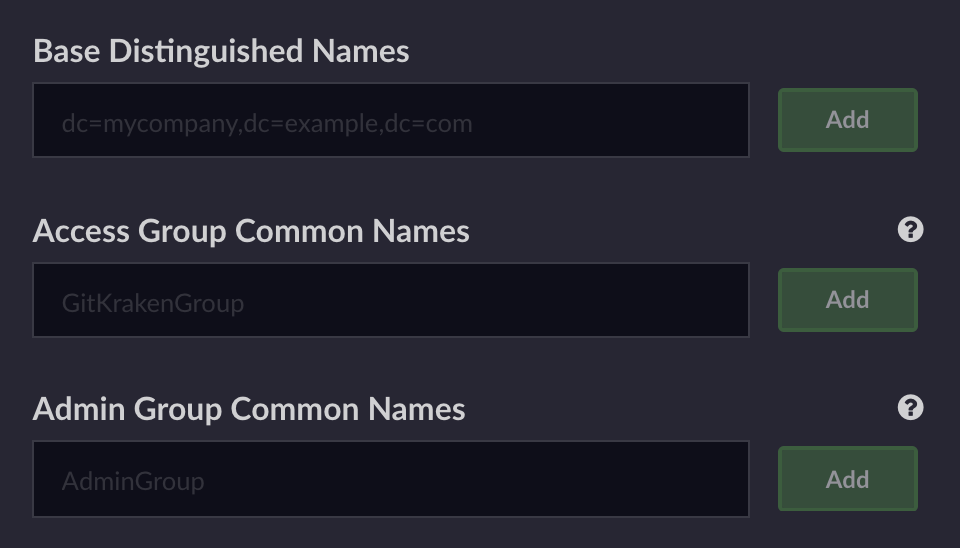 Base Distinguished Names
dc=mycompany,dc=example,dc=com
Add
Access Group Common Names
?
GitKrakenGroup
Add
Admin Group Common Names
?
AdminGroup
Add